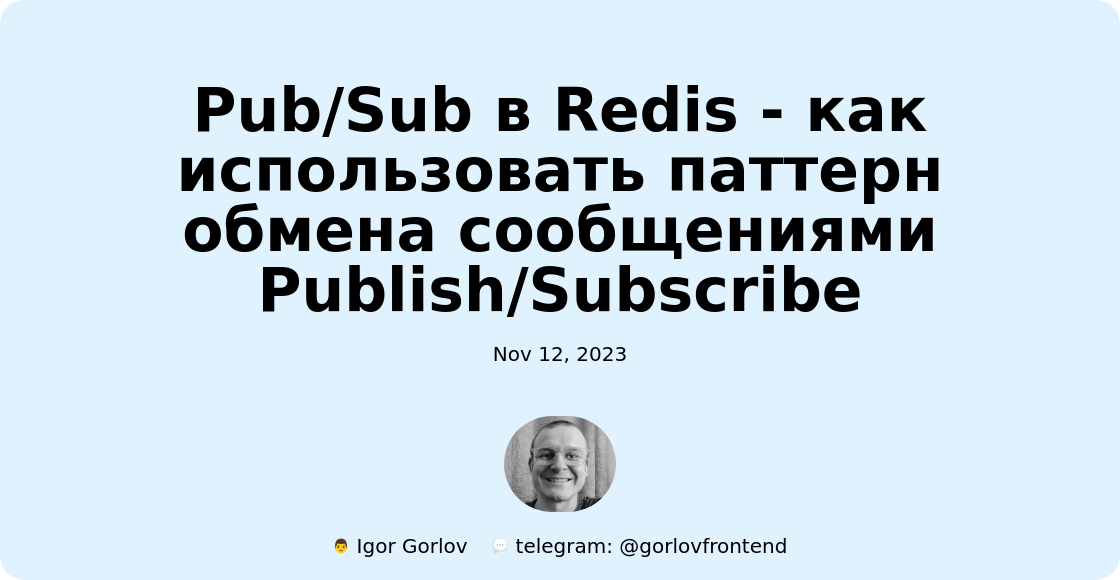 Pub/Sub в Redis - как
использовать паттерн
обмена сообщениями
Publish/Subscribe
Nov 12, 2023
👨 Igor Gorlov 💬 telegram: @gorlovfrontend